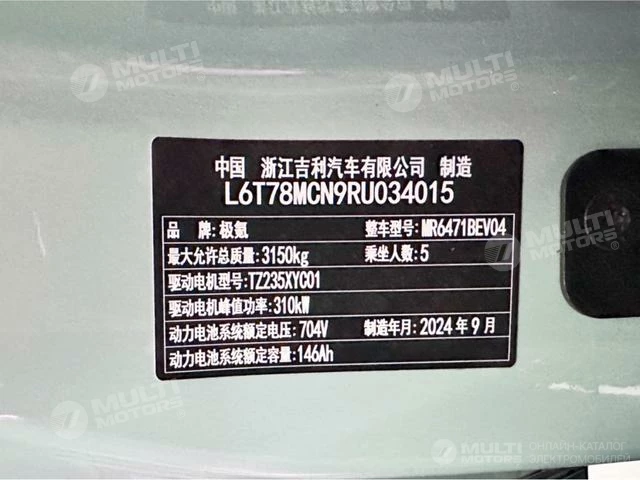 MULTI
MOTORS®
MULTI
MOTORS®
中国 浙江吉利汽车有限公司 制造
L6T78MCN9RU034015
品牌:极氪 整车型号:MR6471BEV04
最大允许总质量:3150kg 乘坐人数:5
驱动电机型号:TZ235XYC01
驱动电机峰值功率:310kW
动力电池系统额定电压:704V 制造年月:2024年9月
动力电池系统额定容量:146Ah
MULTI
MOTORS®
MULTI
MOTORS
MULTI
MOTORS
ОНЛАЙН-КАТАЛОГ
ЭЛЕКТРОМОБИЛЕЙ